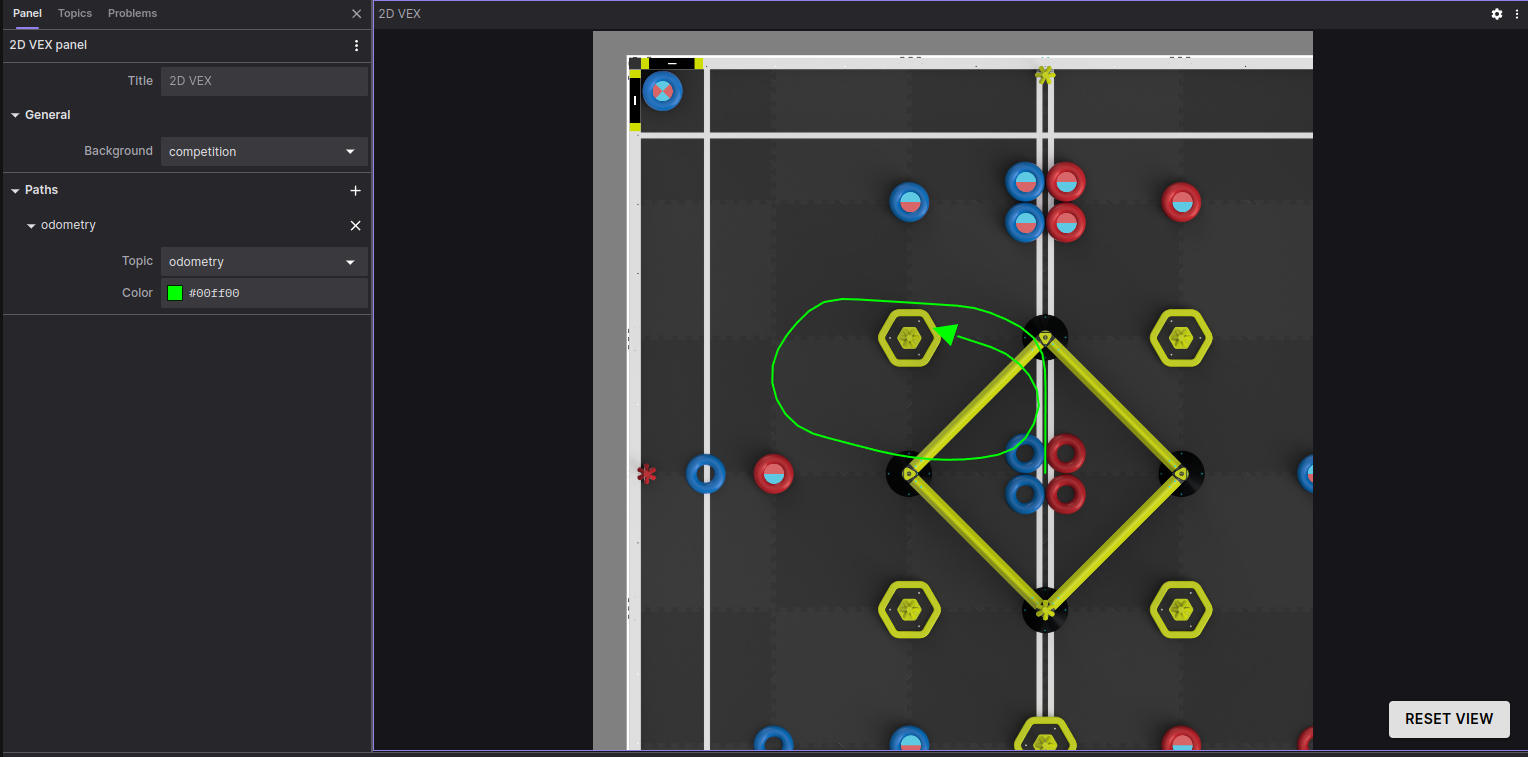 Panel Topics Problems
2D VEX
2D VEX panel
Title 2D VEX
General
Background competition
Paths
odometry
Topic odometry
Color #00ff00
RESET VIEW